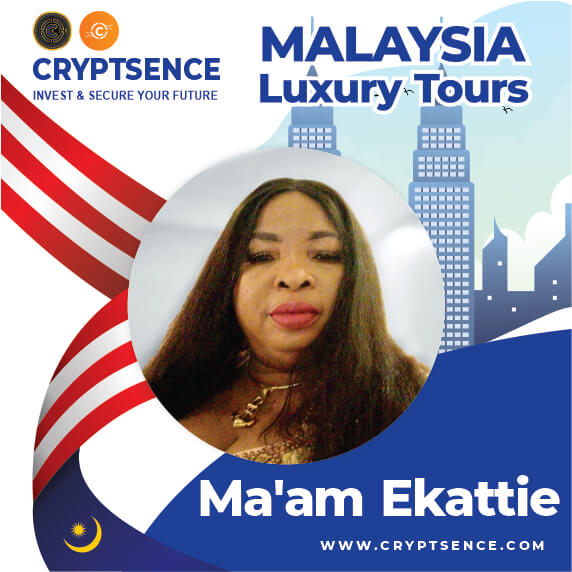 CRYPTSENCE
INVEST & SECURE YOUR FUTURE
MALAYSIA
Luxury Tours
Ma'am Ekattie
WWW.CRYPTSENCE.COM